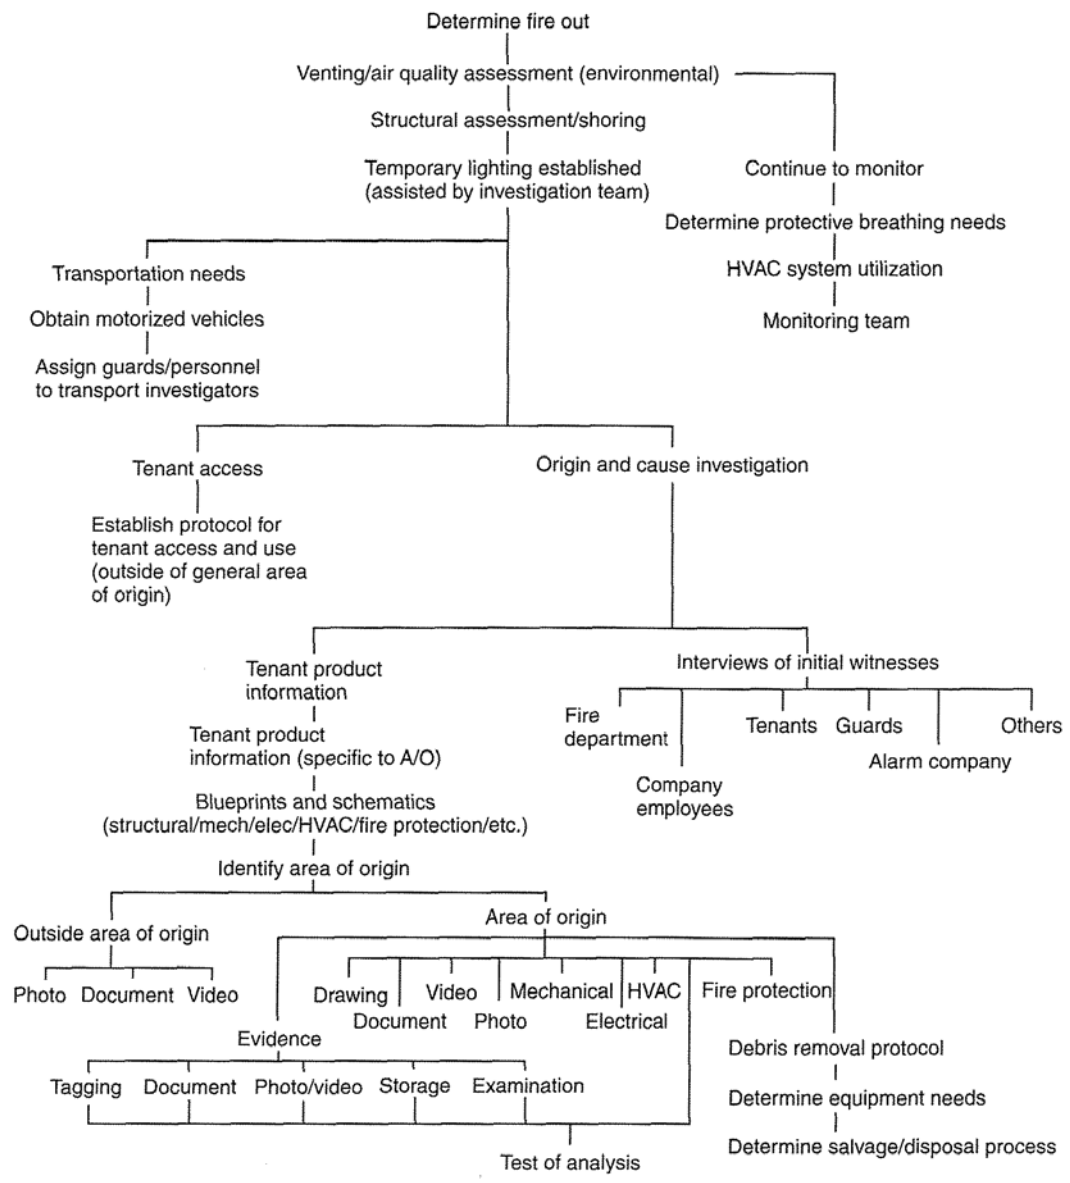 Determine fire out
Venting/air quality assessment (environmental)
Structural assessment/shoring
Temporary lighting established
(assisted by investigation team)
Continue to monitor
Determine protective breathing needs
HVAC system utilization
Monitoring team
Transportation needs
Obtain motorized vehicles
Assign guards/personnel
to transport investigators
Tenant access
Establish protocol for
tenant access and use
(outside of general area
of origin)
Origin and cause investigation
Tenant product
information
Tenant product
information (specific to A/O)
Blueprints and schematics
(structural/mech/elec/HVAC/fire protection/etc.)
Identify area of origin
Interviews of initial witnesses
Fire
department
Company
employees
Tenants
Guards
Alarm company
Others
Outside area of origin
Photo
Document
Video
Area of origin
Drawing
Document
Video
Photo
Mechanical
Electrical
HVAC
Fire protection
Evidence
Tagging
Document
Photo/video
Storage
Examination
Test of analysis
Debris removal protocol
Determine equipment needs
Determine salvage/disposal process